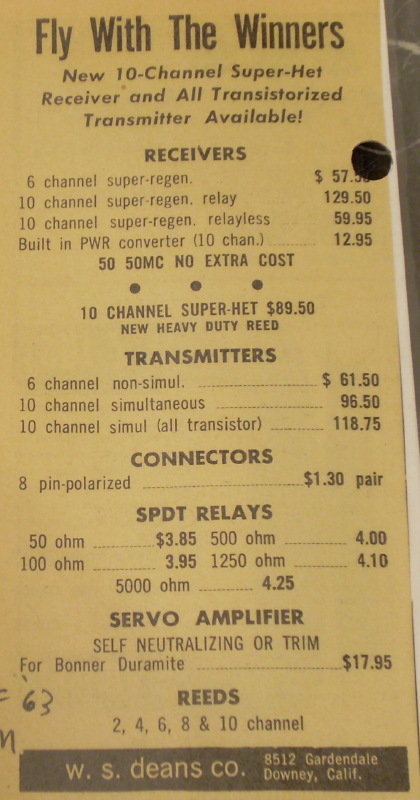 Fly With The Winners
New 10-Channel Super-Het
Receiver and All Transistorized
Transmitter Available!
RECEIVERS
6 channel super-regen. $ 57.50
10 channel super-regen. relay 129.50
10 channel super-regen. relayless 59.95
Built in PWR converter (10 chan.) 12.95
50 50MC NO EXTRA COST
• • •
10 CHANNEL SUPER-HET $89.50
NEW HEAVY DUTY REED
TRANSMITTERS
6 channel non-simul. $ 61.50
10 channel simultaneous 96.50
10 channel simul (all transistor) 118.75
CONNECTORS
8 pin-polarized $1.30 pair
SPDT RELAYS
50 ohm $3.85 500 ohm 4.00
100 ohm 3.95 1250 ohm 4.10
5000 ohm 4.25
SERVO AMPLIFIER
SELF NEUTRALIZING OR TRIM
For Bonner Duramite $17.95
'63
REEDS
2, 4, 6, 8 & 10 channel
w. s. deans co. 8512 Gardendale
Downey, Calif.